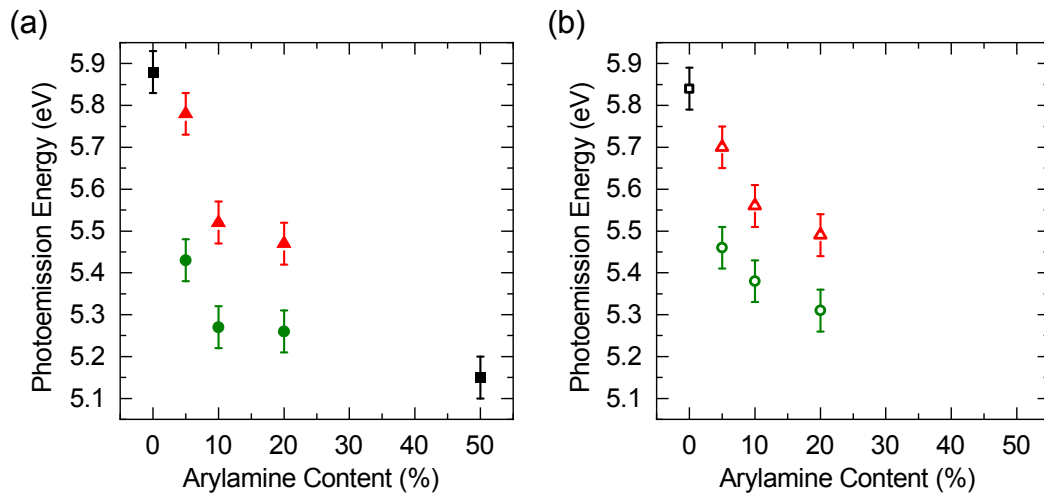 (a)
(b)
Photoemission Energy (eV)
5.9
5.8
5.7
5.6
5.5
5.4
5.3
5.2
5.1
0 10 20 30 40 50
Arylamine Content (%)
Photoemission Energy (eV)
5.9
5.8
5.7
5.6
5.5
5.4
5.3
5.2
5.1
0 10 20 30 40 50
Arylamine Content (%)